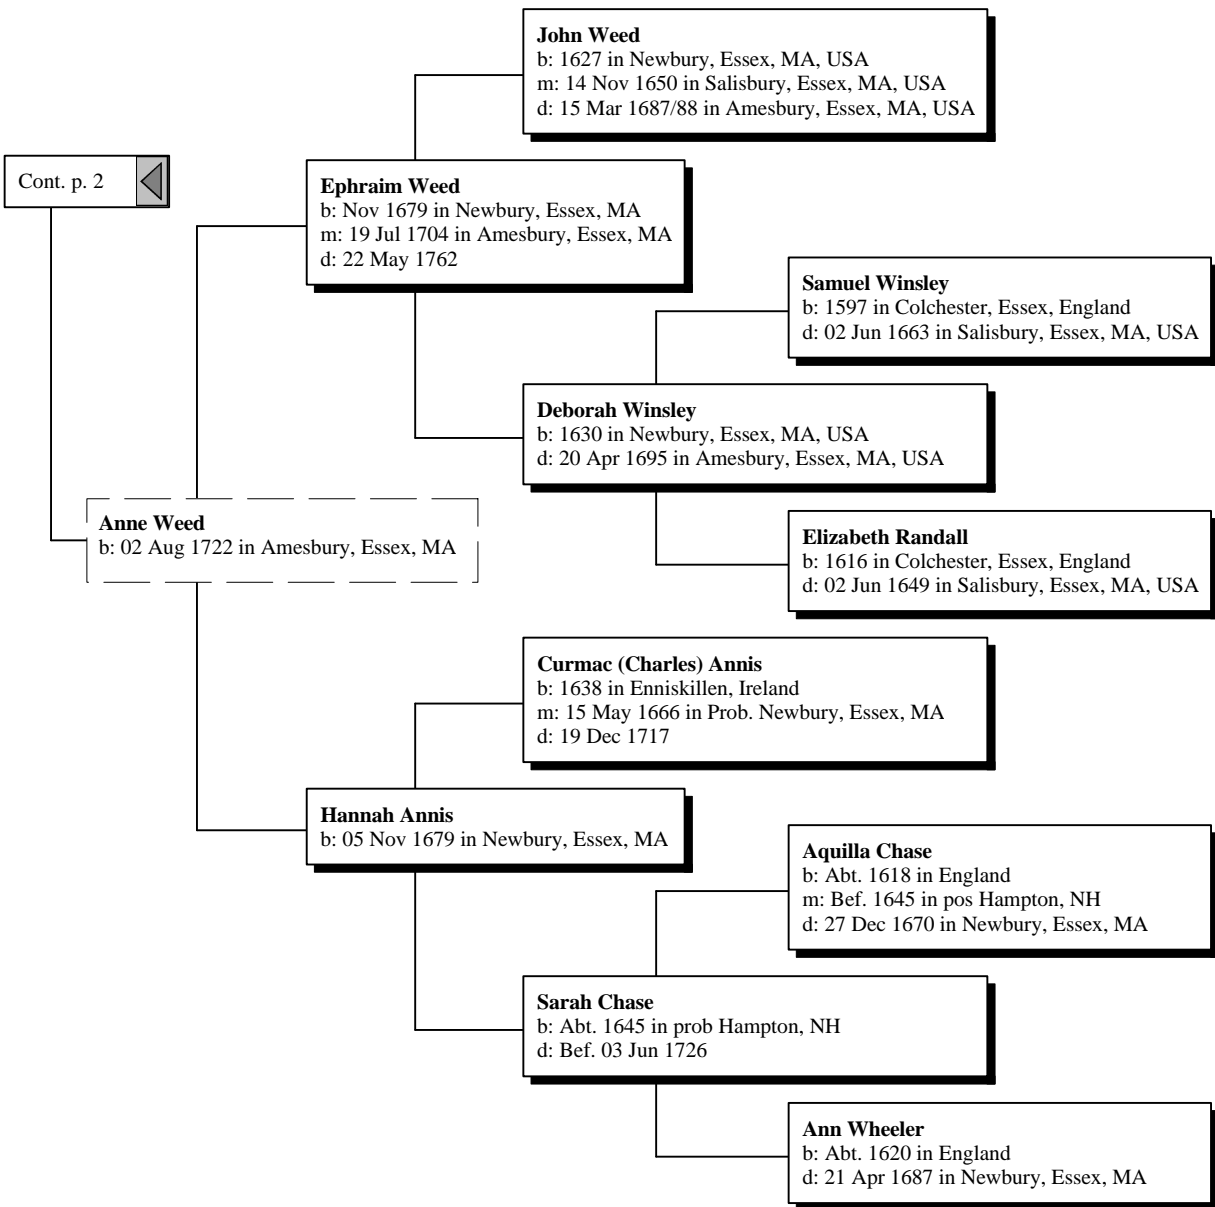 John Weed
b: 1627 in Newbury, Essex, MA, USA
m: 14 Nov 1650 in Salisbury, Essex, MA, USA
d: 15 Mar 1687/88 in Amesbury, Essex, MA, USA
Cont. p. 2
Ephraim Weed
b: Nov 1679 in Newbury, Essex, MA
m: 19 Jul 1704 in Amesbury, Essex, MA
d: 22 May 1762
Samuel Winsley
b: 1597 in Colchester, Essex, England
d: 02 Jun 1663 in Salisbury, Essex, MA, USA
Deborah Winsley
b: 1630 in Newbury, Essex, MA, USA
d: 20 Apr 1695 in Amesbury, Essex, MA, USA
Anne Weed
b: 02 Aug 1722 in Amesbury, Essex, MA
Elizabeth Randall
b: 1616 in Colchester, Essex, England
d: 02 Jun 1649 in Salisbury, Essex, MA, USA
Curmac (Charles) Annis
b: 1638 in Enniskillen, Ireland
m: 15 May 1666 in Prob. Newbury, Essex, MA
d: 19 Dec 1717
Hannah Annis
b: 05 Nov 1679 in Newbury, Essex, MA
Aquilla Chase
b: Abt. 1618 in England
m: Bef. 1645 in pos Hampton, NH
d: 27 Dec 1670 in Newbury, Essex, MA
Sarah Chase
b: Abt. 1645 in prob Hampton, NH
d: Bef. 03 Jun 1726
Ann Wheeler
b: Abt. 1620 in England
d: 21 Apr 1687 in Newbury, Essex, MA